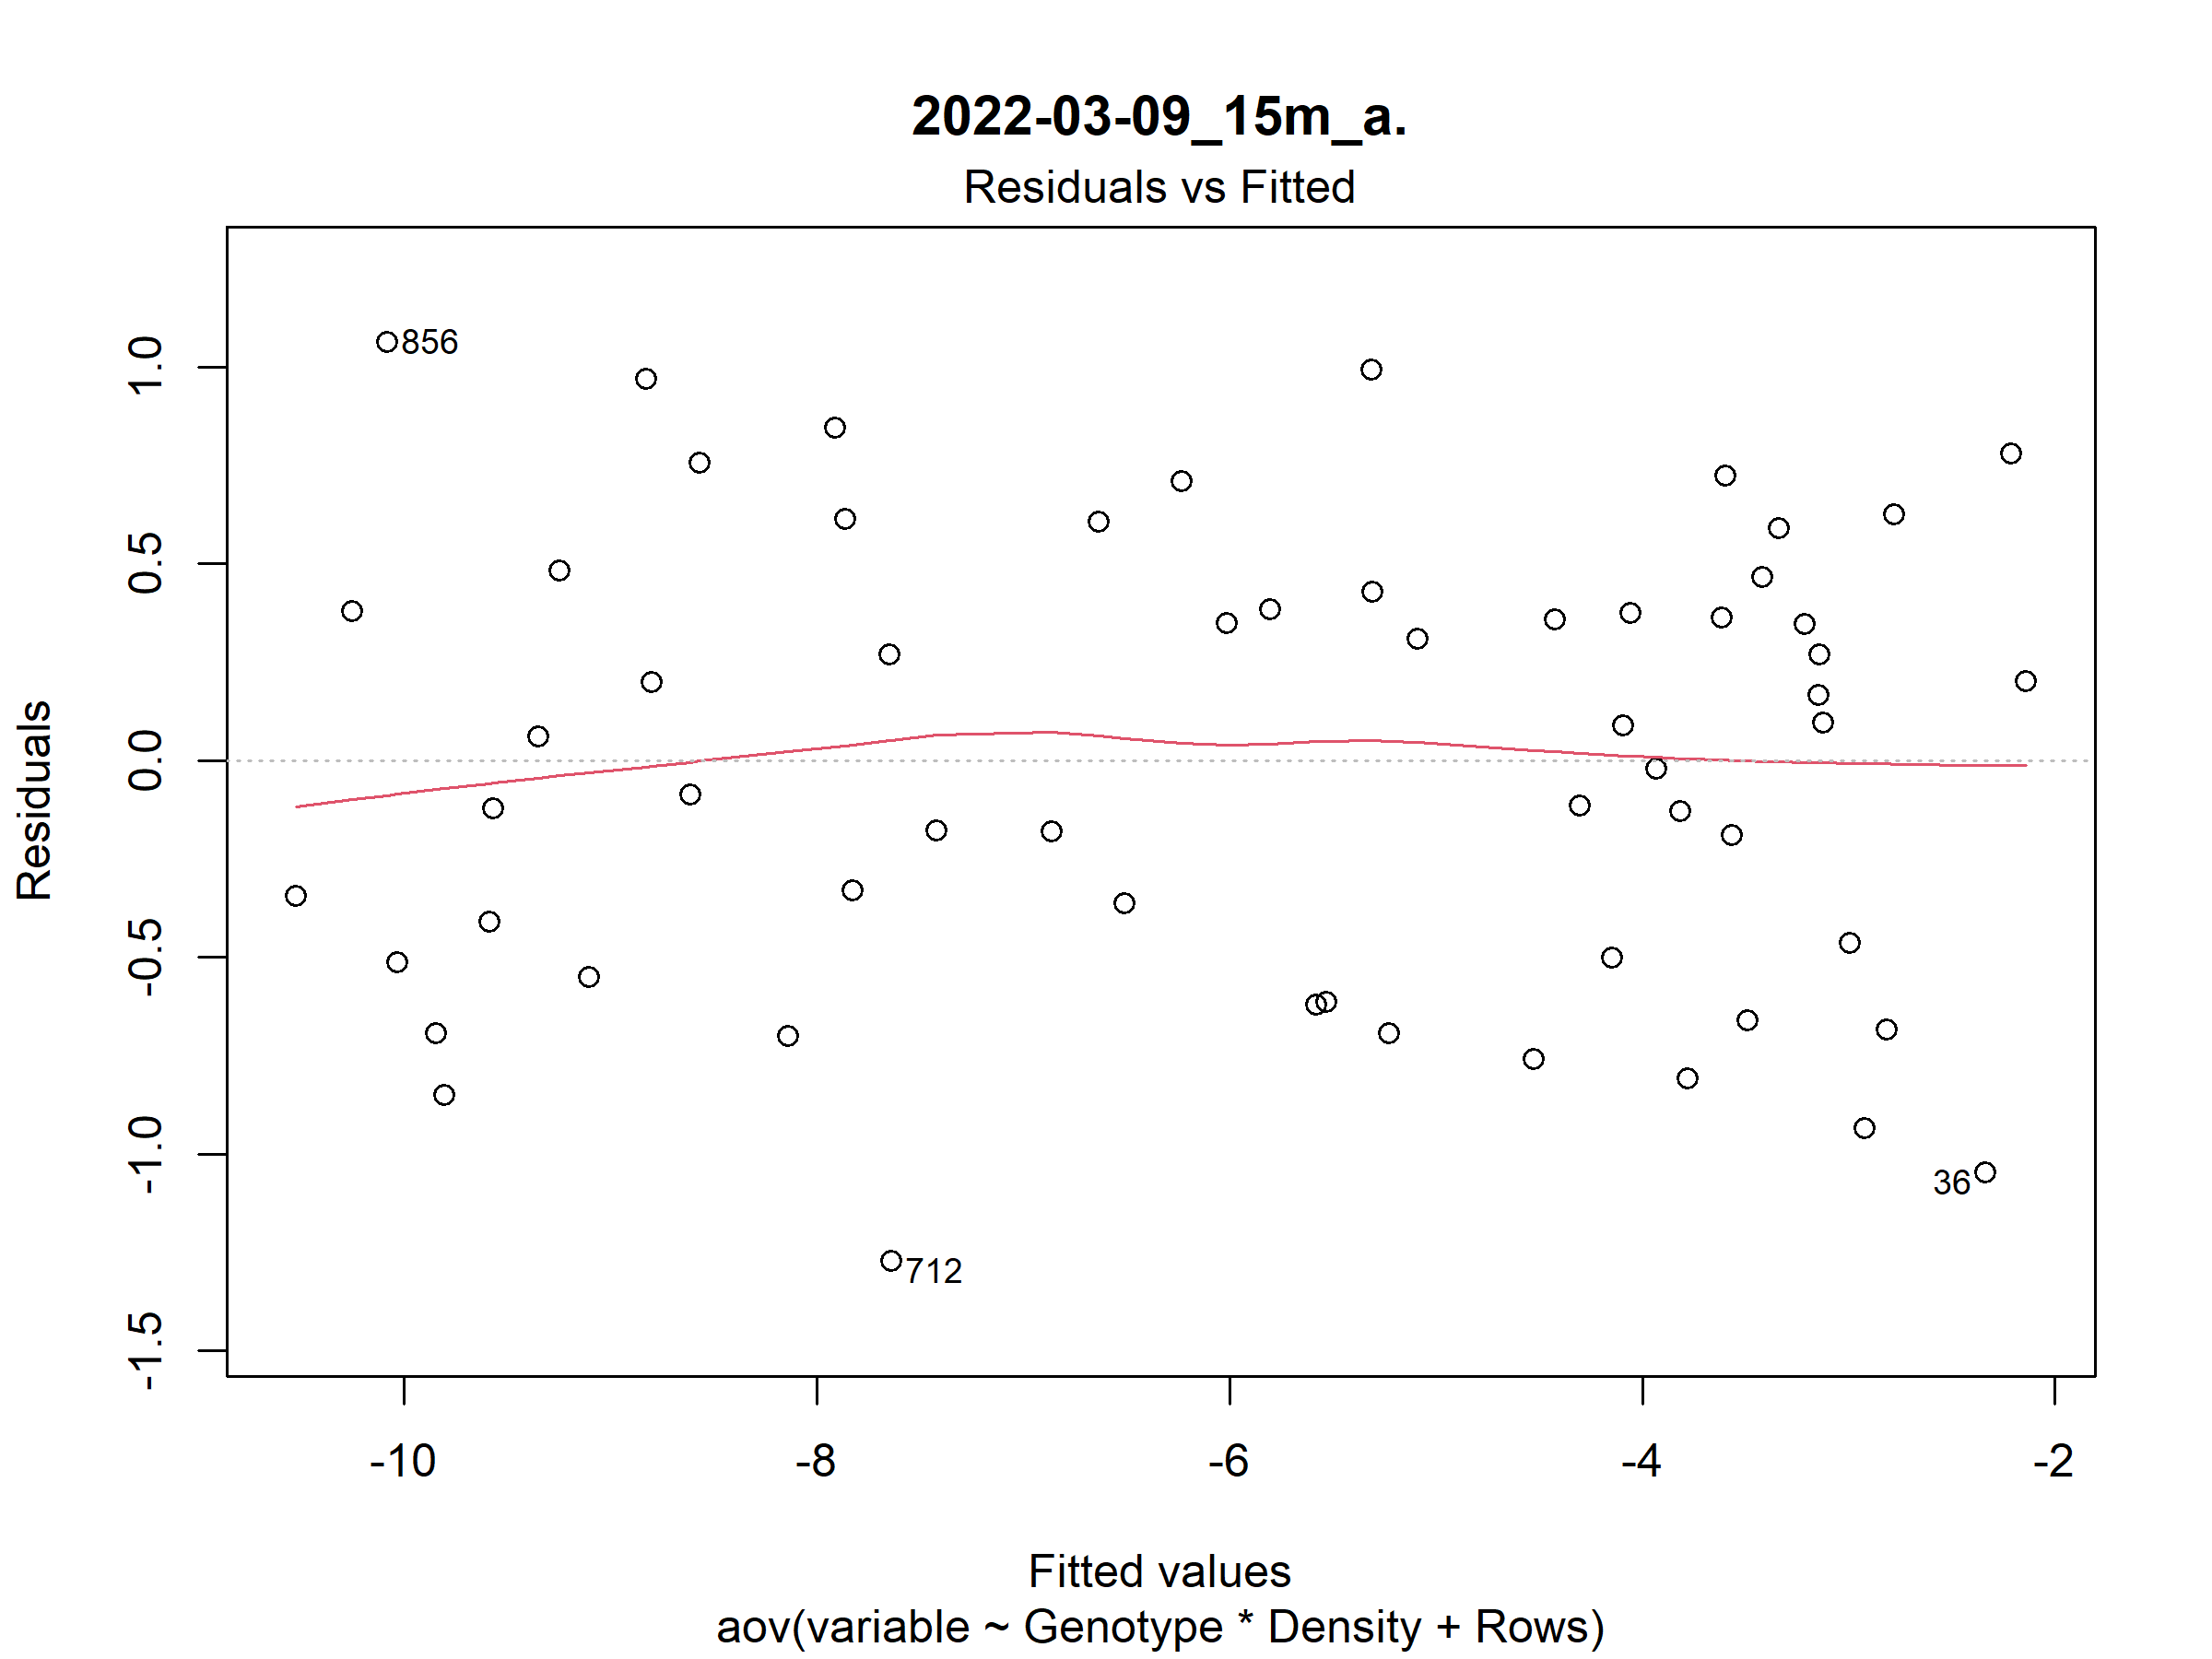 2022-03-09_15m_a.
Residuals vs Fitted
856
712
36
Residuals
1.0
0.5
0.0
-0.5
-1.0
-1.5
-10 -8 -6 -4 -2
Fitted values
aov(variable ~ Genotype * Density + Rows)